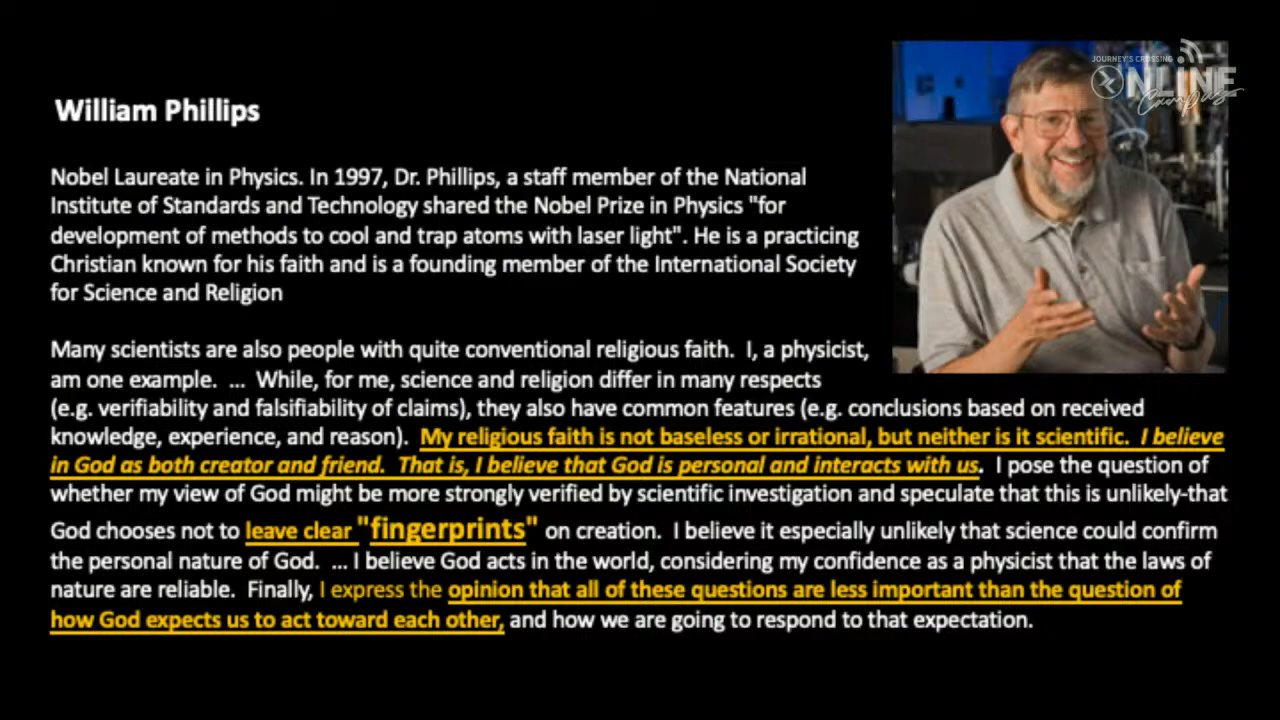 JOURNEY'S CROSSING
ONLINE
Campus
William Phillips
Nobel Laureate in Physics. In 1997, Dr. Phillips, a staff member of the National
Institute of Standards and Technology shared the Nobel Prize in Physics "for
development of methods to cool and trap atoms with laser light". He is a practicing
Christian known for his faith and is a founding member of the International Society
for Science and Religion
Many scientists are also people with quite conventional religious faith. I, a physicist,
am one example. ... While, for me, science and religion differ in many respects
(e.g. verifiability and falsifiability of claims), they also have common features (e.g. conclusions based on received
knowledge, experience, and reason). My religious faith is not baseless or irrational, but neither is it scientific. I believe
in God as both creator and friend. That is, I believe that God is personal and interacts with us. I pose the question of
whether my view of God might be more strongly verified by scientific investigation and speculate that this is unlikely-that
God chooses not to leave clear "fingerprints" on creation. I believe it especially unlikely that science could confirm
the personal nature of God. ... I believe God acts in the world, considering my confidence as a physicist that the laws of
nature are reliable. Finally, I express the opinion that all of these questions are less important than the question of
how God expects us to act toward each other, and how we are going to respond to that expectation.